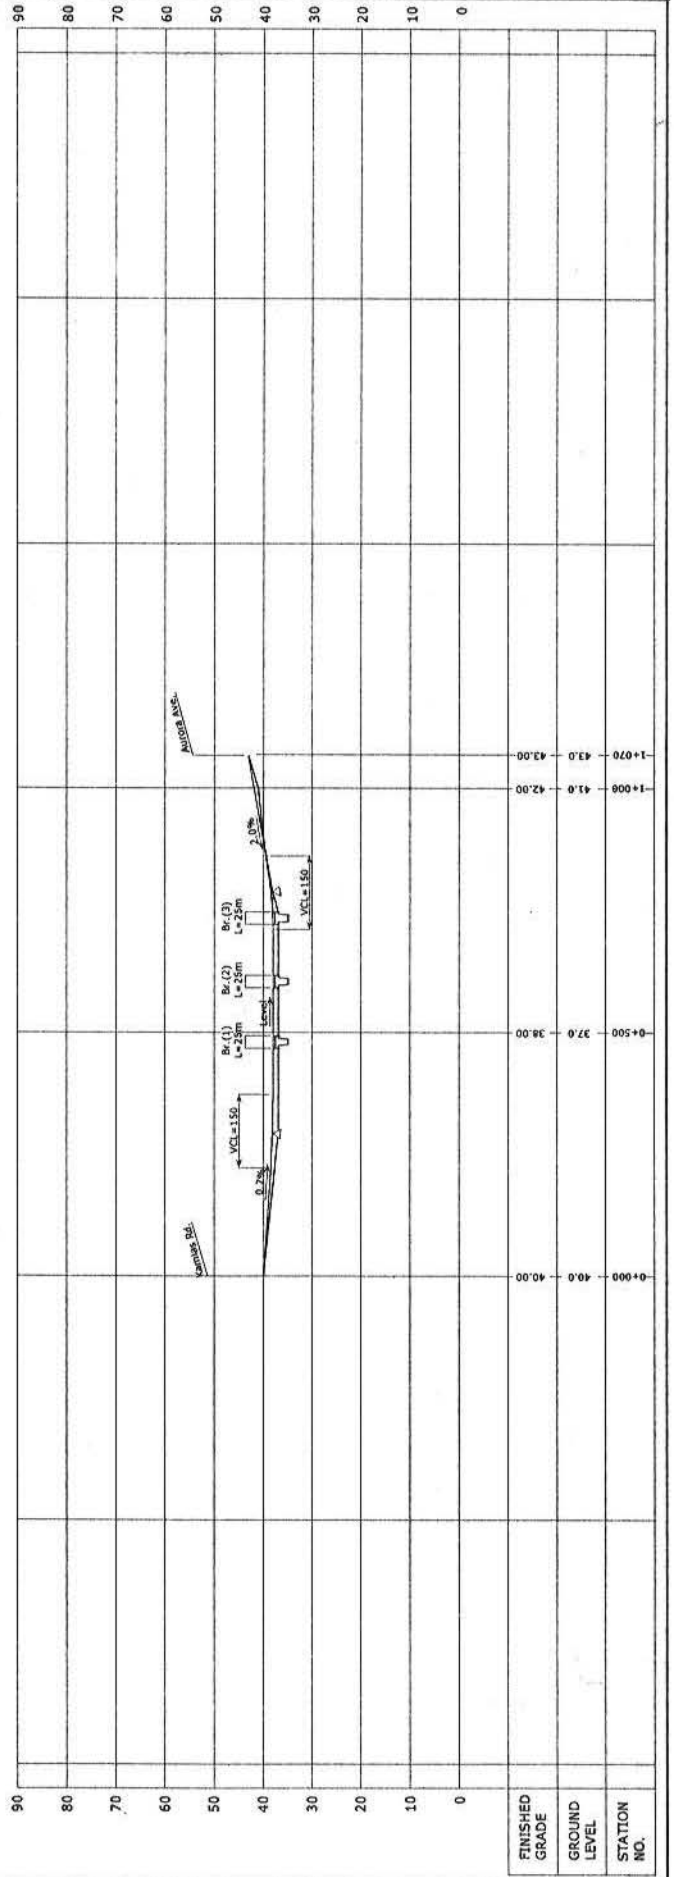 90
80
70
60
50
40
30
20
10
0
90
80
70
60
50
40
30
20
10
0
Kamias Rd.
0.7%
VCL=150
Br.(1)
L=25m
Level
Br.(2)
L=25m
Br.(3)
L=25m
VCL=150
2.0%
Aurora Ave.
FINISHED
GRADE
40.00
38.00
42.00
43.00
GROUND
LEVEL
40.0
37.0
41.0
43.0
STATION
NO.
0+000
0+500
1+000
1+070